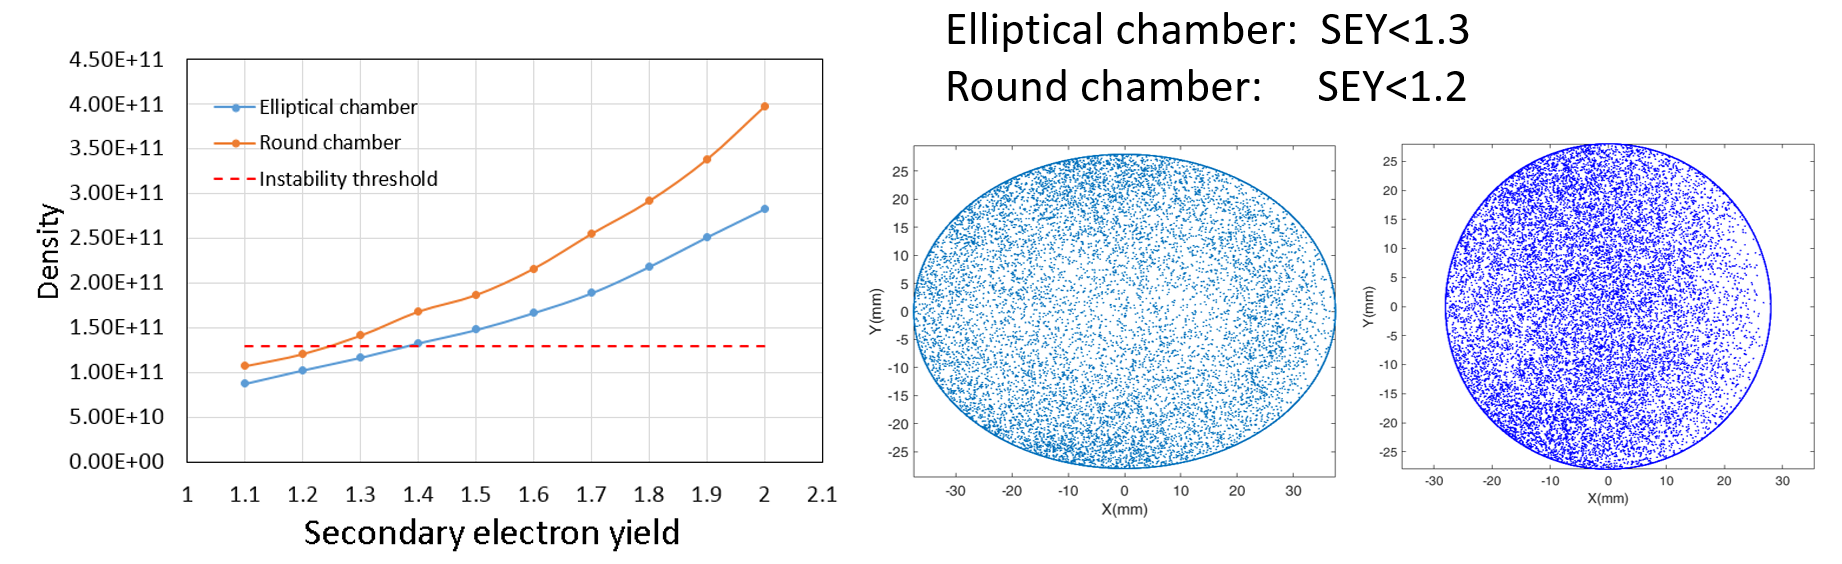 Elliptical chamber: SEY<1.3
Round chamber: SEY<1.2
4.50E+11
4.00E+11
3.50E+11
3.00E+11
2.50E+11
2.00E+11
1.50E+11
1.00E+11
5.00E+10
0.00E+00
Density
Elliptical chamber
Round chamber
Instability threshold
1 1.1 1.2 1.3 1.4 1.5 1.6 1.7 1.8 1.9 2 2.1
Secondary electron yield
25
20
15
10
5
0
-5
-10
-15
-20
-25
Y(mm)
-30 -20 -10 0 10 20 30
X(mm)
25
20
15
10
5
0
-5
-10
-15
-20
-25
Y(mm)
-30 -20 -10 0 10 20 30
X(mm)